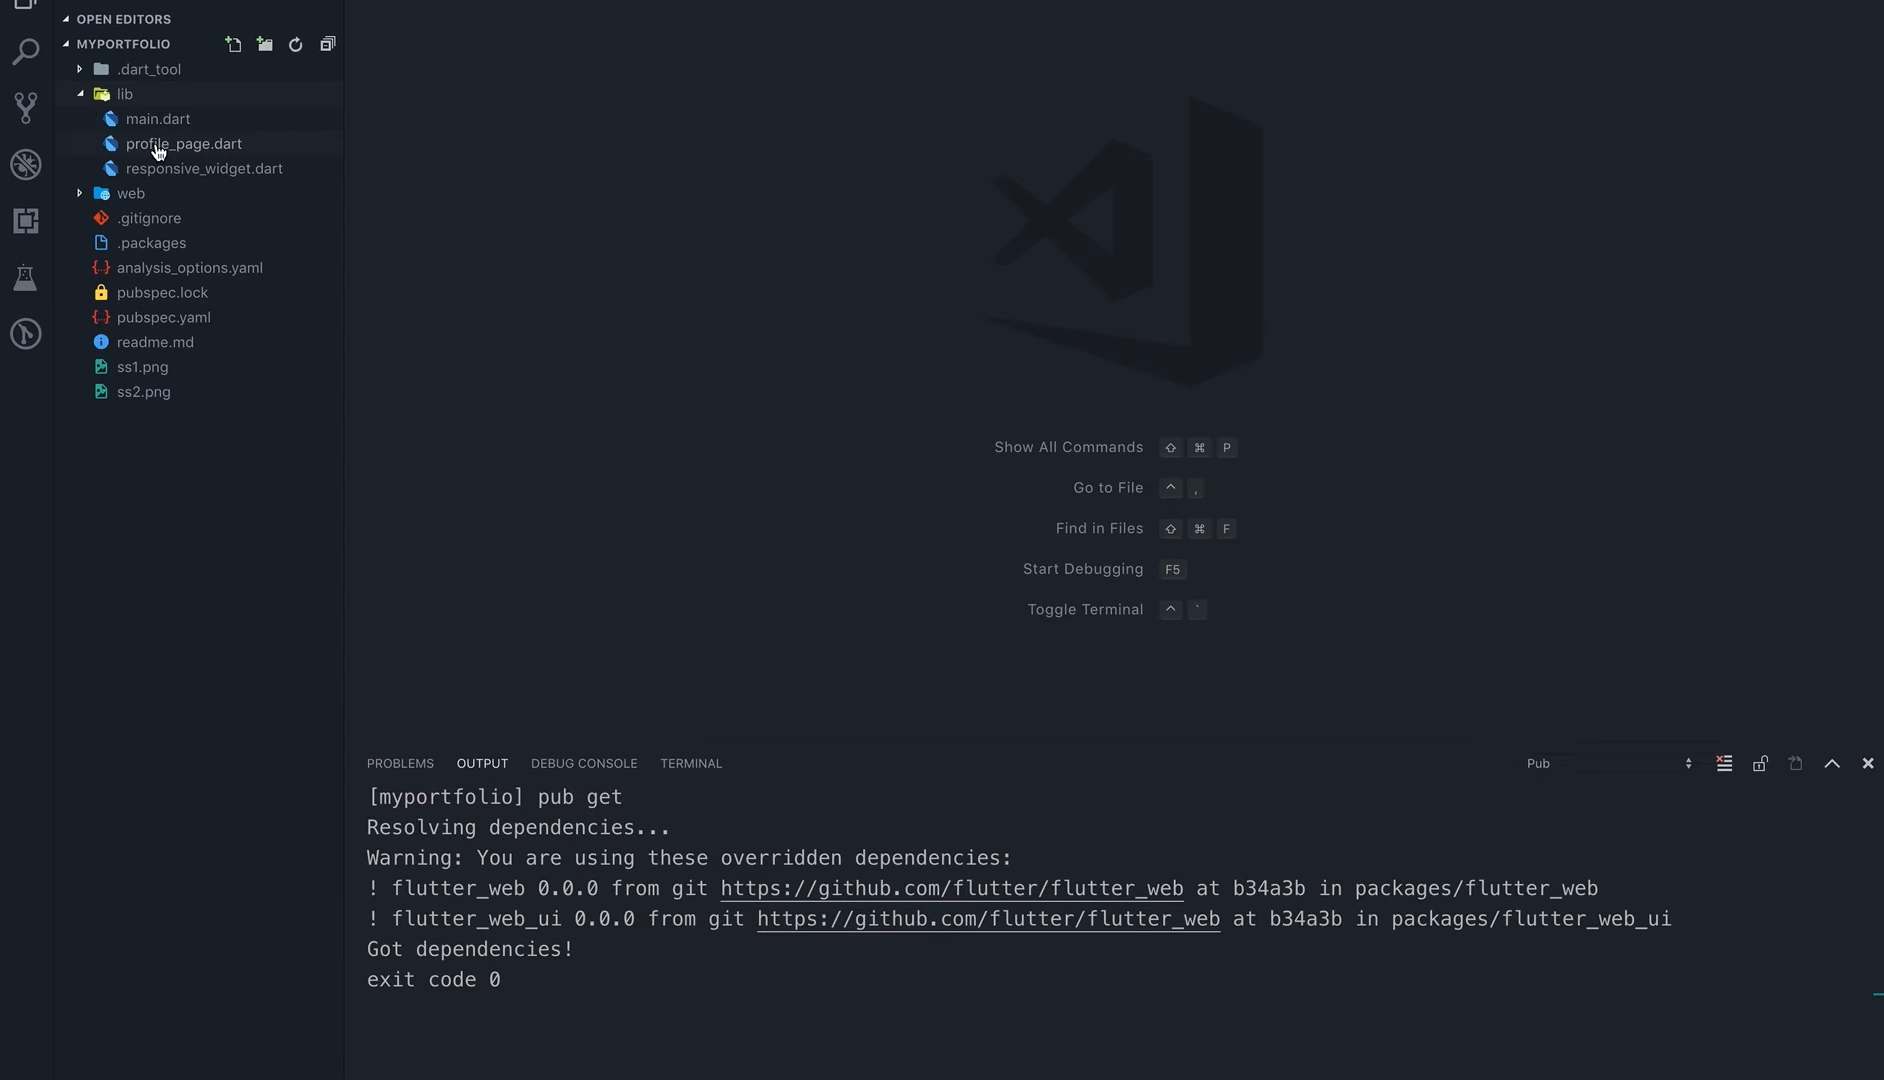 OPEN EDITORS
MYPORTFOLIO
.dart_tool
lib
main.dart
profile_page.dart
responsive_widget.dart
web
.gitignore
.packages
analysis_options.yaml
pubspec.lock
pubspec.yaml
readme.md
ss1.png
ss2.png
Show All Commands ⇧ ⌘ P
Go to File ^ ,
Find in Files ⇧ ⌘ F
Start Debugging F5
Toggle Terminal ^ `
PROBLEMS OUTPUT DEBUG CONSOLE TERMINAL Pub
[myportfolio] pub get
Resolving dependencies...
Warning: You are using these overridden dependencies:
! flutter_web 0.0.0 from git https://github.com/flutter/flutter_web at b34a3b in packages/flutter_web
! flutter_web_ui 0.0.0 from git https://github.com/flutter/flutter_web at b34a3b in packages/flutter_web_ui
Got dependencies!
exit code 0